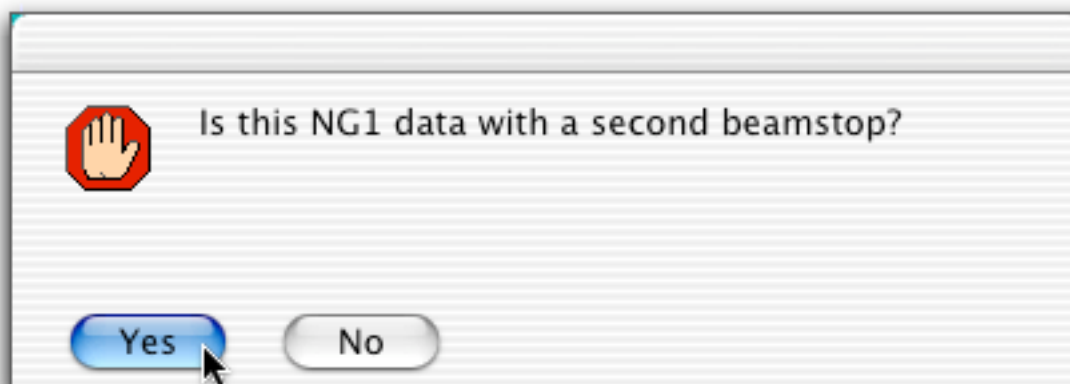 Is this NG1 data with a second beamstop?
Yes
No